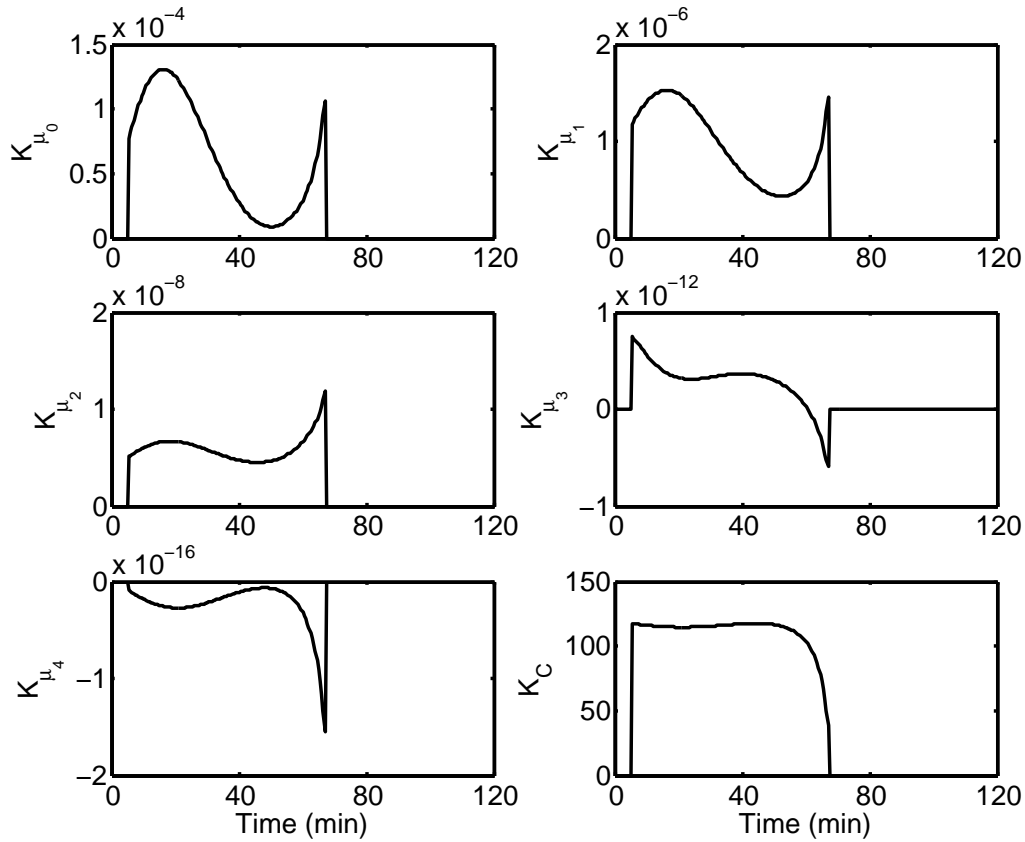 x 10⁻⁴
1.5
1
0.5
0
K_μ₀
0 40 80 120
x 10⁻⁶
2
1
0
K_μ₁
0 40 80 120
x 10⁻⁸
2
1
0
K_μ₂
0 40 80 120
x 10⁻¹²
1
0
−1
K_μ₃
0 40 80 120
x 10⁻¹⁶
0
−1
−2
K_μ₄
0 40 80 120
Time (min)
150
100
50
0
K_C
0 40 80 120
Time (min)